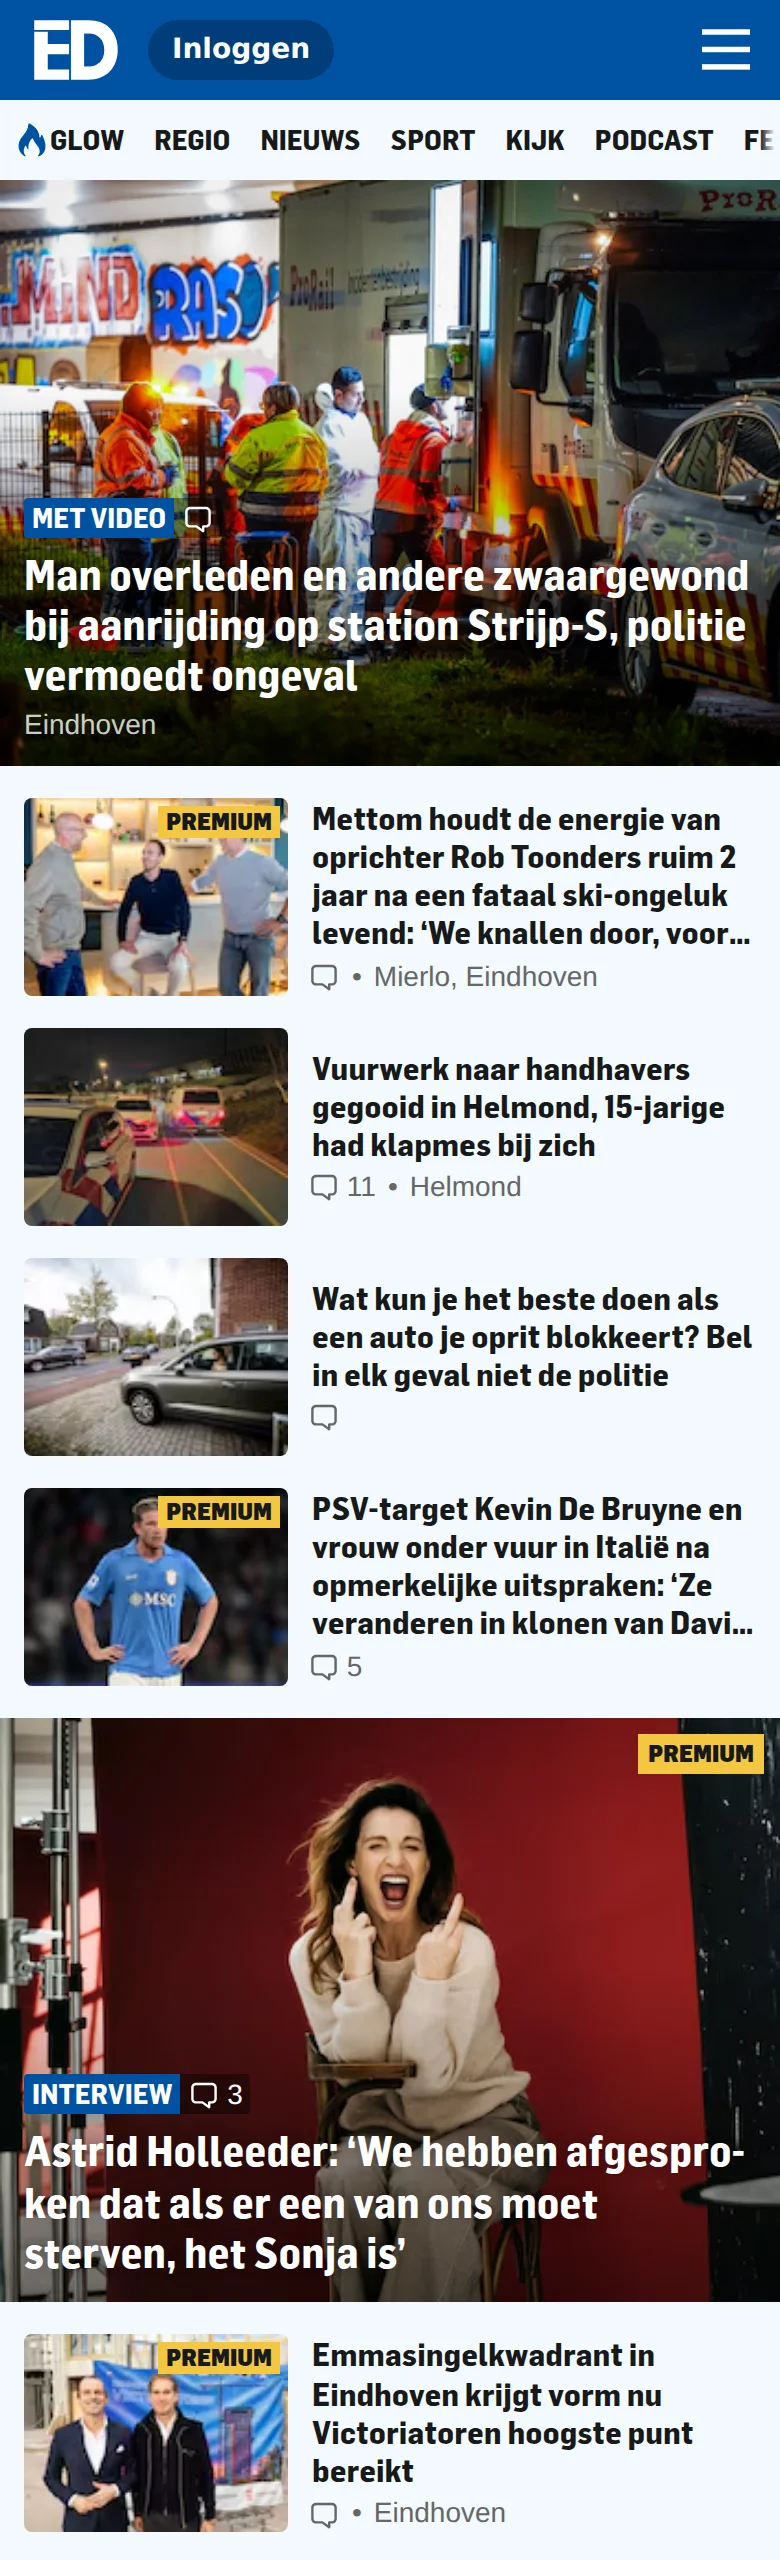 ED
Inloggen
GLOW REGIO NIEUWS SPORT KIJK PODCAST FE
ProR
MIND RASO
ProRail Incidentenbestrijding
MET VIDEO
Man overleden en andere zwaargewond
bij aanrijding op station Strijp-S, politie
vermoedt ongeval
Eindhoven
PREMIUM
Mettom houdt de energie van
oprichter Rob Toonders ruim 2
jaar na een fataal ski-ongeluk
levend: ‘We knallen door, voor...
• Mierlo, Eindhoven
Vuurwerk naar handhavers
gegooid in Helmond, 15-jarige
had klapmes bij zich
11 • Helmond
Wat kun je het beste doen als
een auto je oprit blokkeert? Bel
in elk geval niet de politie
PREMIUM
MSC
PSV-target Kevin De Bruyne en
vrouw onder vuur in Italië na
opmerkelijke uitspraken: ‘Ze
veranderen in klonen van Davi...
5
PREMIUM
INTERVIEW 3
Astrid Holleeder: ‘We hebben afgespro-
ken dat als er een van ons moet
sterven, het Sonja is’
PREMIUM
Emmasingelkwadrant in
Eindhoven krijgt vorm nu
Victoriatoren hoogste punt
bereikt
• Eindhoven